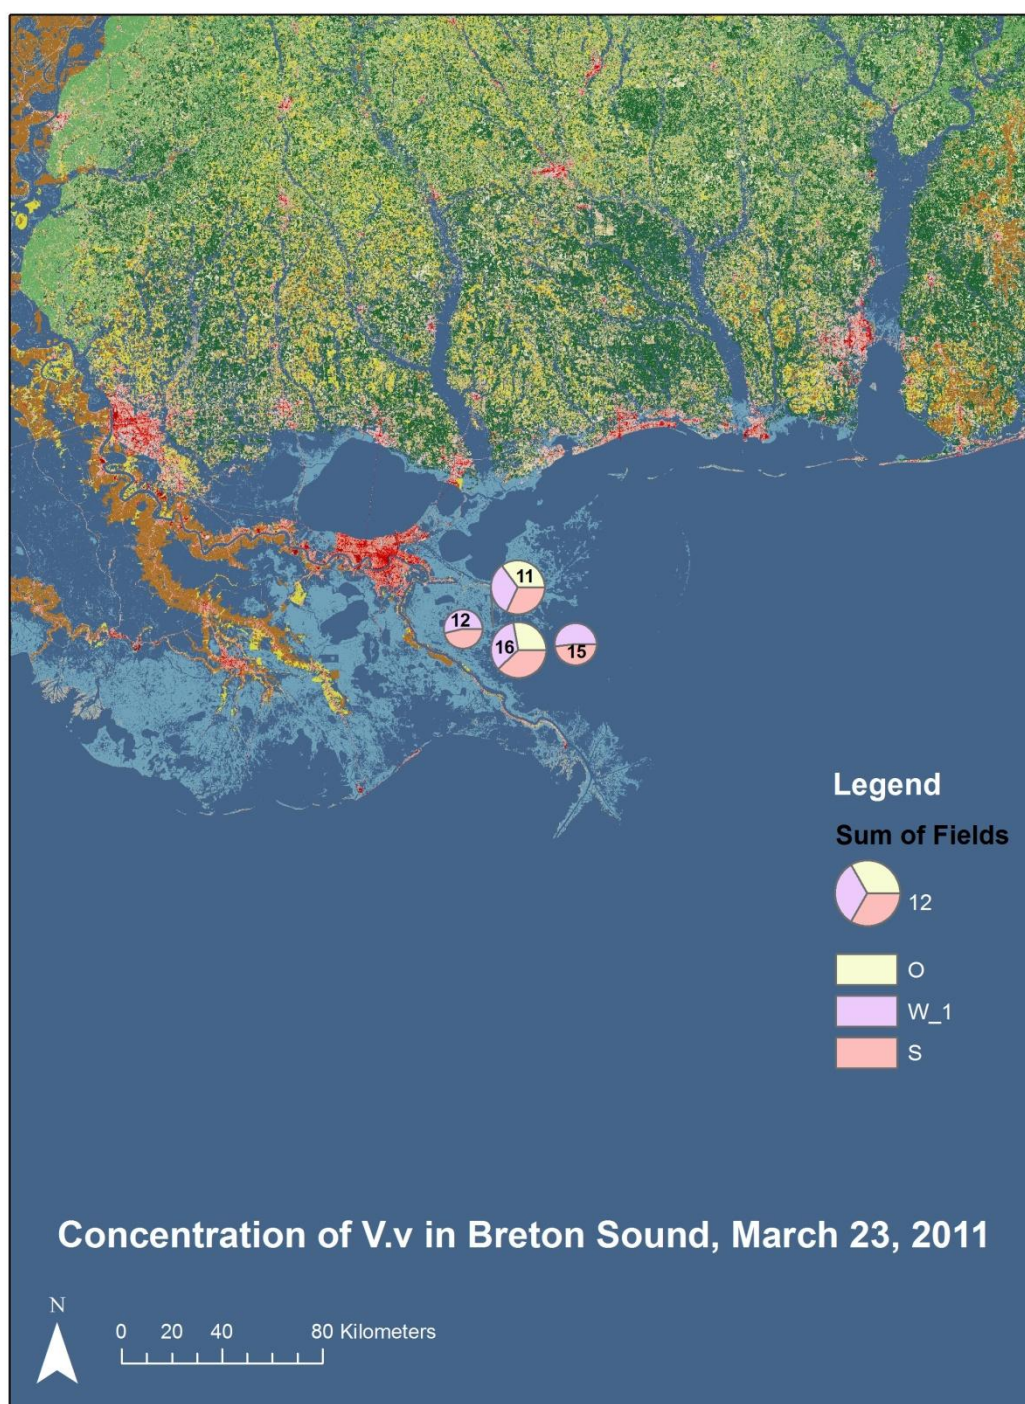 11
12
16
15
Legend
Sum of Fields
12
O
W_1
S
Concentration of V.v in Breton Sound, March 23, 2011
N
0 20 40 80 Kilometers